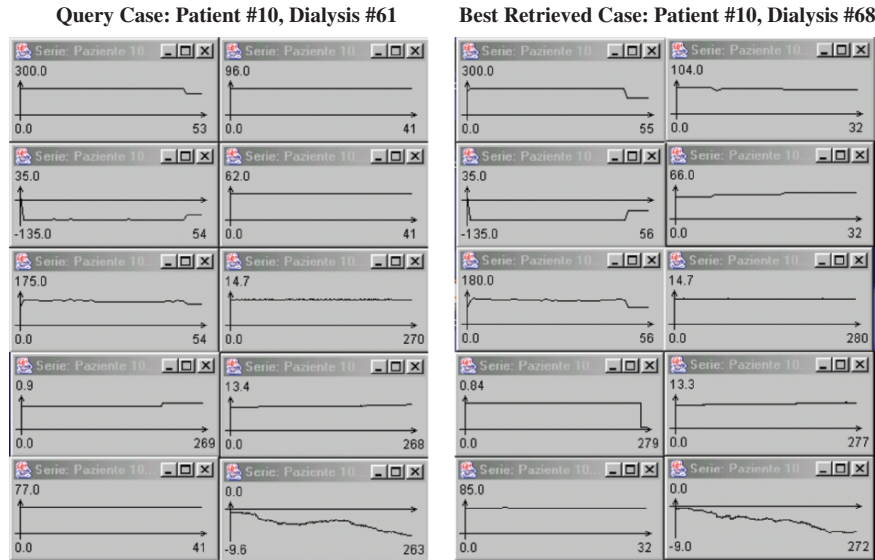 Query Case: Patient #10, Dialysis #61
Best Retrieved Case: Patient #10, Dialysis #68
Serie: Paziente 10...
300.0
0.0 53
Serie: Paziente 10...
96.0
0.0 41
Serie: Paziente 10...
35.0
-135.0 54
Serie: Paziente 10...
62.0
0.0 41
Serie: Paziente 10...
175.0
0.0 54
Serie: Paziente 10...
14.7
0.0 270
Serie: Paziente 10...
0.9
0.0 269
Serie: Paziente 10...
13.4
0.0 268
Serie: Paziente 10...
77.0
0.0 41
Serie: Paziente 10...
0.0
-9.6 263
Serie: Paziente 10...
300.0
0.0 55
Serie: Paziente 10...
104.0
0.0 32
Serie: Paziente 10...
35.0
-135.0 56
Serie: Paziente 10...
66.0
0.0 32
Serie: Paziente 10...
180.0
0.0 56
Serie: Paziente 10...
14.7
0.0 280
Serie: Paziente 10...
0.84
0.0 279
Serie: Paziente 10...
13.3
0.0 277
Serie: Paziente 10...
85.0
0.0 32
Serie: Paziente 10...
0.0
-9.0 272